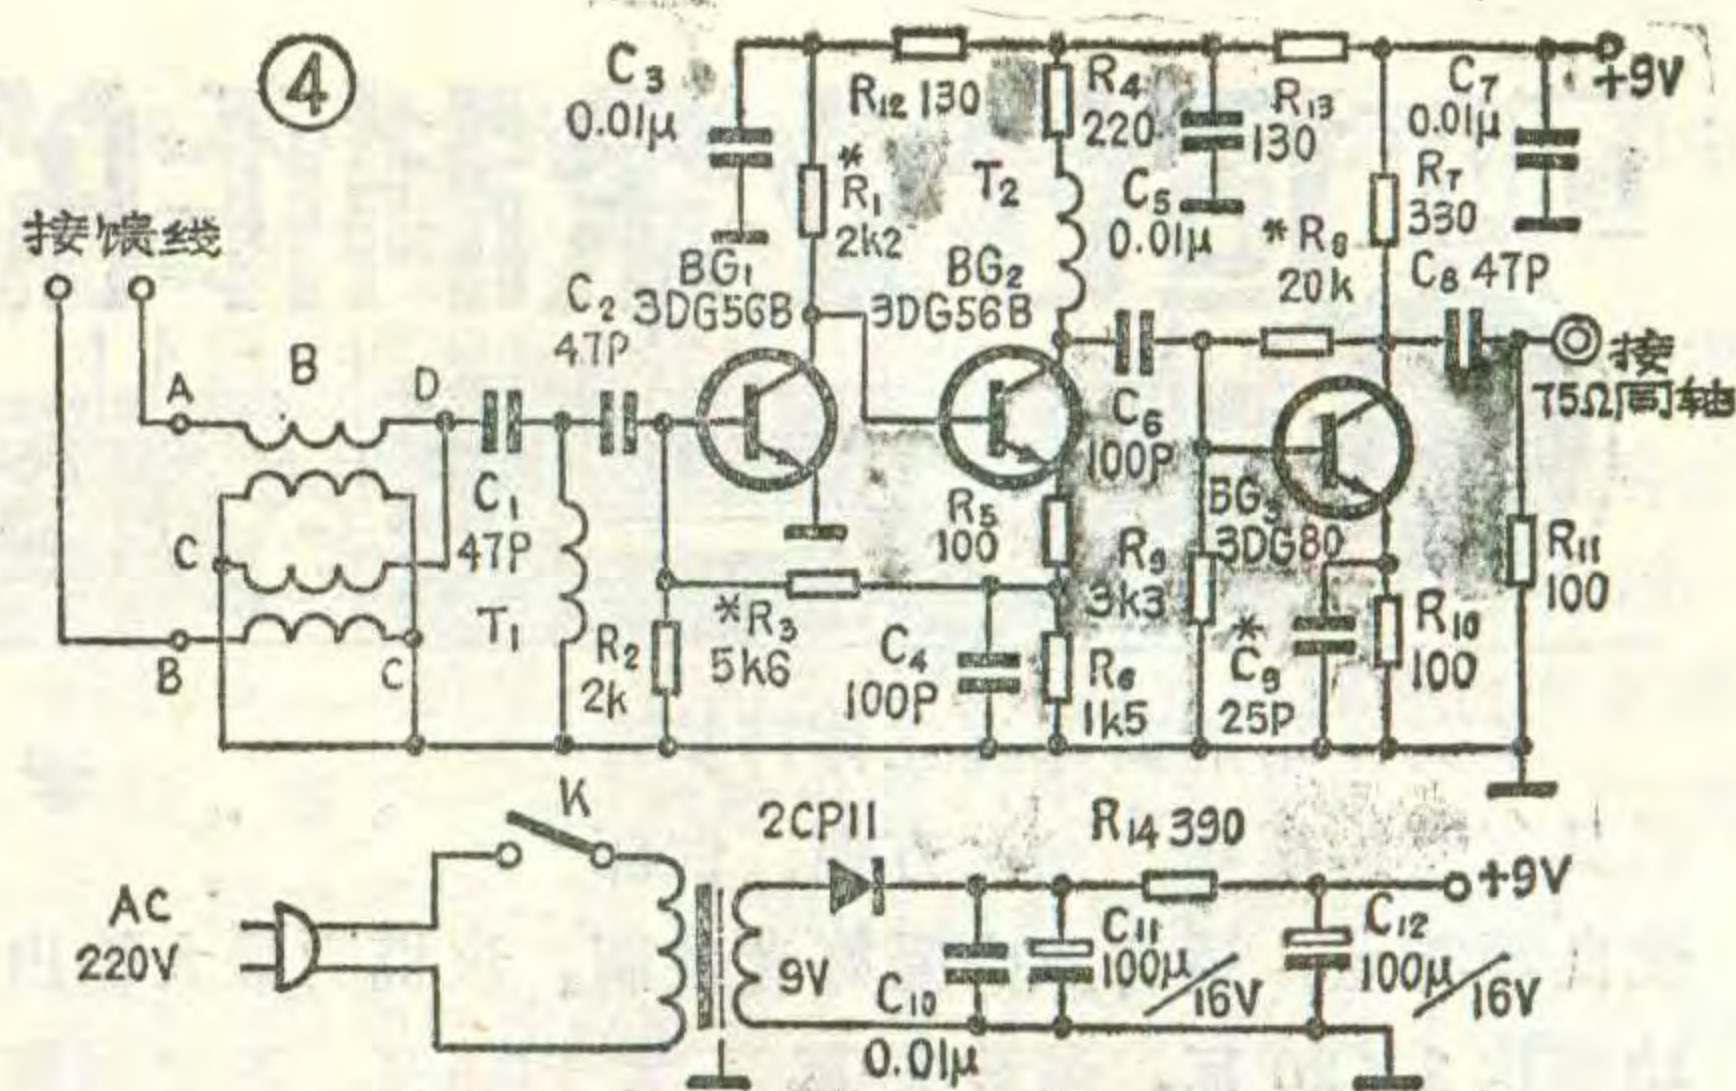 ④
C3
0.01μ
R12 130
R4
220
R13
130
C7
0.01μ
+9V
*
R1
2k2
T2
C5
0.01μ
R7
330
接馈线
BG1
3DG56B
BG2
3DG56B
*R8
20k
C8 47P
C2
47P
A
B
D
接
75Ω同轴
C1
47P
C6
100P
BG3
3DG80
C
R5
100
R9
3k3
R11
100
T1
*R3
5k6
R2
2k
C4
100P
R6
1k5
*
C9
25P
R10
100
B
C
K
2CP11
R14 390
AC
220V
9V
C10
0.01μ
C11
100μ/16V
C12
100μ/16V
+9V